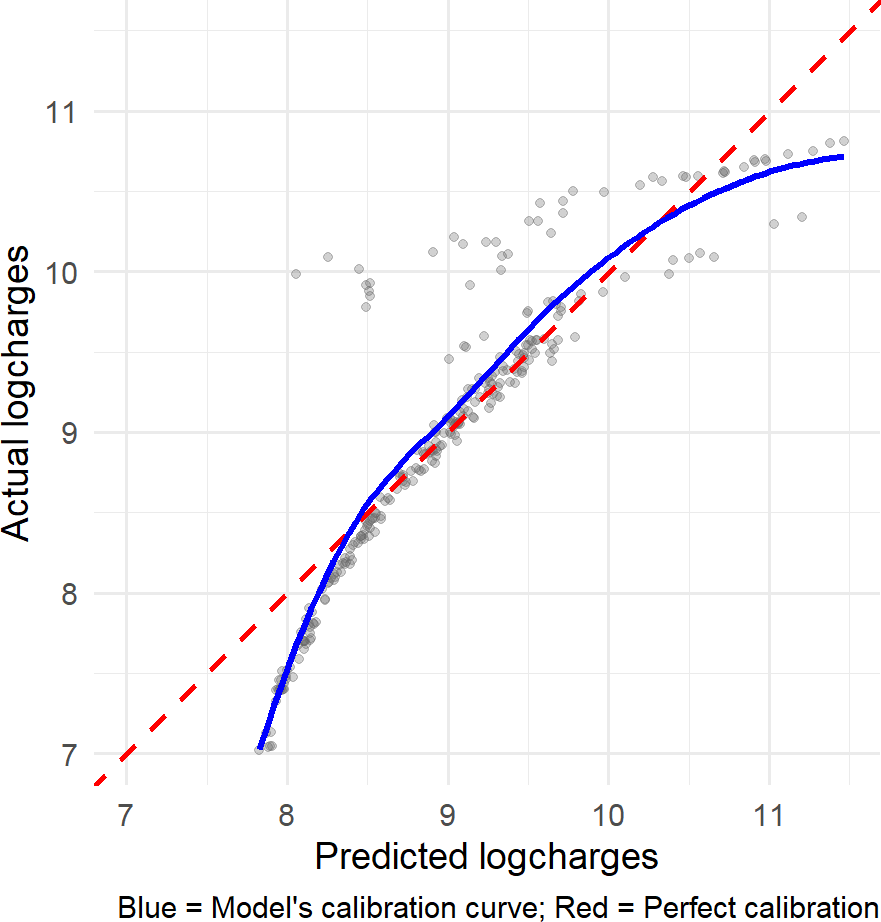 Actual logcharges
11
10
9
8
7
7 8 9 10 11
Predicted logcharges
Blue = Model's calibration curve; Red = Perfect calibration